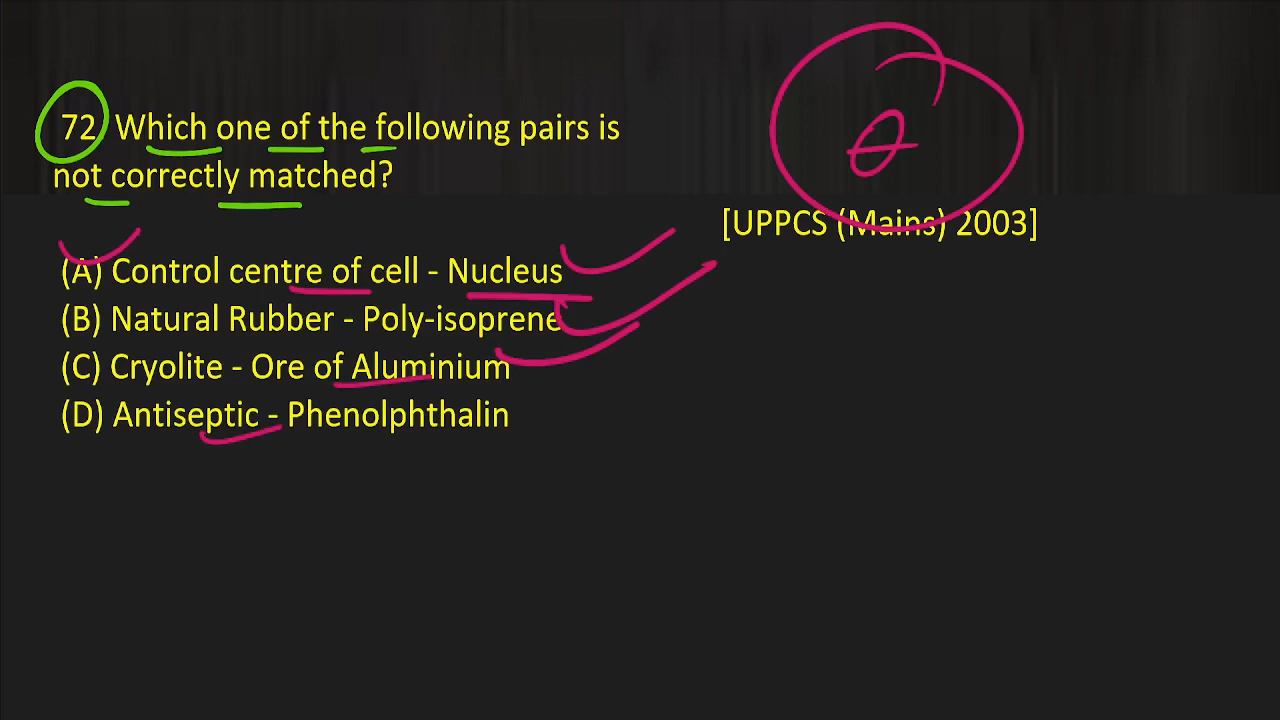 72 Which one of the following pairs is
not correctly matched?
[UPPCS (Mains) 2003]
(A) Control centre of cell - Nucleus
(B) Natural Rubber - Poly-isoprene
(C) Cryolite - Ore of Aluminium
(D) Antiseptic - Phenolphthalin